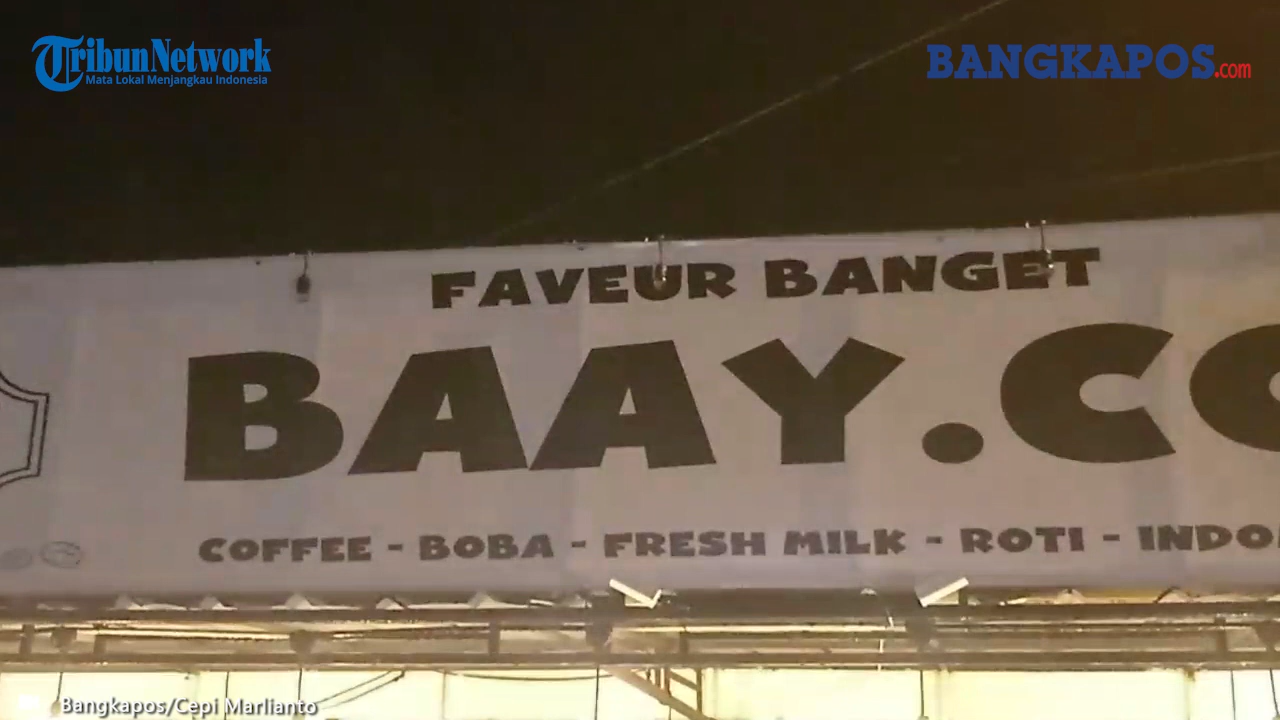 TribunNetwork
Mata Lokal Menjangkau Indonesia
BANGKAPOS.com
FAVEUR BANGET
BAAY.CO
COFFEE - BOBA - FRESH MILK - ROTI - INDO
Bangkapos/Cepi Marlianto